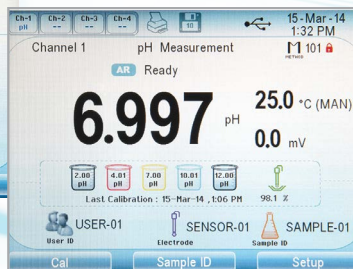 Ch-1 Ch-2 Ch-3 Ch-4 15-Mar-14
pH -- -- -- 10 1:32 PM
Channel 1 pH Measurement M 101
METHOD
AR Ready
6.997 pH 25.0 °C (MAN)
0.0 mV
2.00 pH 4.01 pH 7.00 pH 10.01 pH 12.00 pH
Last Calibration : 15-Mar-14 ,1:06 PM 98.1 %
USER-01 SENSOR-01 SAMPLE-01
User ID Electrode Sample ID
Cal Sample ID Setup